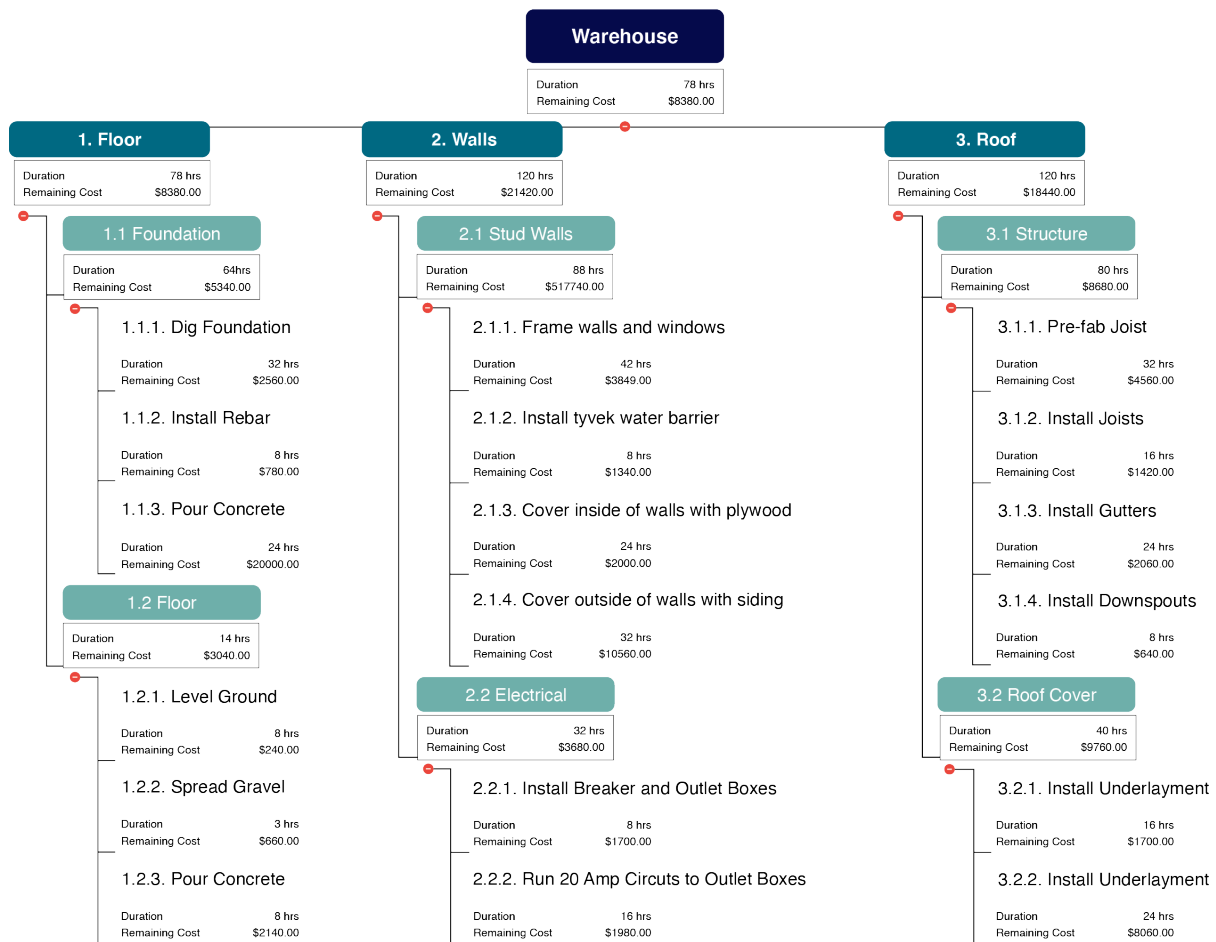 Warehouse
Duration 78 hrs
Remaining Cost $8380.00
1. Floor
Duration 78 hrs
Remaining Cost $8380.00
1.1 Foundation
Duration 64hrs
Remaining Cost $5340.00
1.1.1. Dig Foundation
Duration 32 hrs
Remaining Cost $2560.00
1.1.2. Install Rebar
Duration 8 hrs
Remaining Cost $780.00
1.1.3. Pour Concrete
Duration 24 hrs
Remaining Cost $20000.00
1.2 Floor
Duration 14 hrs
Remaining Cost $3040.00
1.2.1. Level Ground
Duration 8 hrs
Remaining Cost $240.00
1.2.2. Spread Gravel
Duration 3 hrs
Remaining Cost $660.00
1.2.3. Pour Concrete
Duration 8 hrs
Remaining Cost $2140.00
2. Walls
Duration 120 hrs
Remaining Cost $21420.00
2.1 Stud Walls
Duration 88 hrs
Remaining Cost $517740.00
2.1.1. Frame walls and windows
Duration 42 hrs
Remaining Cost $3849.00
2.1.2. Install tyvek water barrier
Duration 8 hrs
Remaining Cost $1340.00
2.1.3. Cover inside of walls with plywood
Duration 24 hrs
Remaining Cost $2000.00
2.1.4. Cover outside of walls with siding
Duration 32 hrs
Remaining Cost $10560.00
2.2 Electrical
Duration 32 hrs
Remaining Cost $3680.00
2.2.1. Install Breaker and Outlet Boxes
Duration 8 hrs
Remaining Cost $1700.00
2.2.2. Run 20 Amp Circuts to Outlet Boxes
Duration 16 hrs
Remaining Cost $1980.00
3. Roof
Duration 120 hrs
Remaining Cost $18440.00
3.1 Structure
Duration 80 hrs
Remaining Cost $8680.00
3.1.1. Pre-fab Joist
Duration 32 hrs
Remaining Cost $4560.00
3.1.2. Install Joists
Duration 16 hrs
Remaining Cost $1420.00
3.1.3. Install Gutters
Duration 24 hrs
Remaining Cost $2060.00
3.1.4. Install Downspouts
Duration 8 hrs
Remaining Cost $640.00
3.2 Roof Cover
Duration 40 hrs
Remaining Cost $9760.00
3.2.1. Install Underlayment
Duration 16 hrs
Remaining Cost $1700.00
3.2.2. Install Underlayment
Duration 24 hrs
Remaining Cost $8060.00